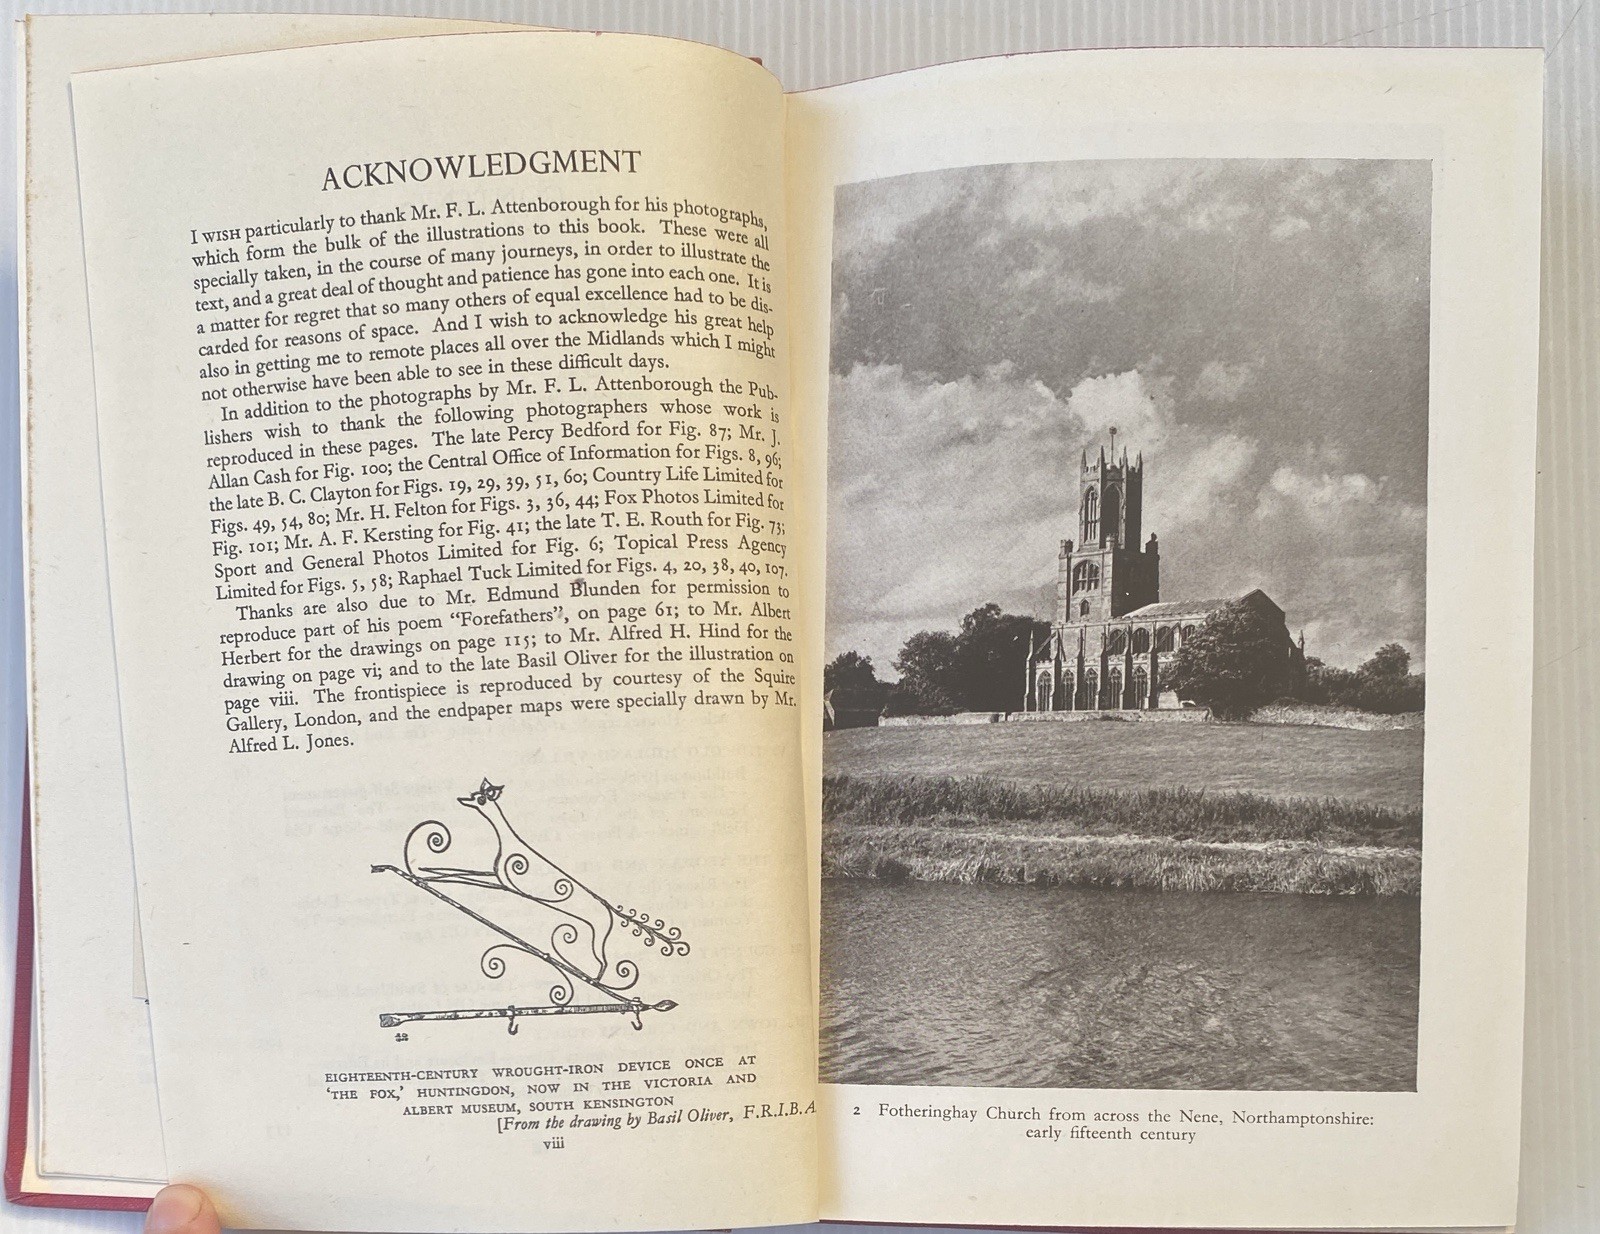 ACKNOWLEDGMENT
I WISH particularly to thank Mr. F. L. Attenborough for his photographs,
which form the bulk of the illustrations to this book. These were all
specially taken, in the course of many journeys, in order to illustrate the
text, and a great deal of thought and patience has gone into each one. It is
a matter for regret that so many others of equal excellence had to be dis-
carded for reasons of space. And I wish to acknowledge his great help
also in getting me to remote places all over the Midlands which I might
not otherwise have been able to see in these difficult days.
In addition to the photographs by Mr. F. L. Attenborough the Pub-
lishers wish to thank the following photographers whose work is
reproduced in these pages. The late Percy Bedford for Fig. 87; Mr. J.
Allan Cash for Fig. 100; the Central Office of Information for Figs. 8, 96;
the late B. C. Clayton for Figs. 19, 29, 39, 51, 60; Country Life Limited for
Figs. 49, 54, 80; Mr. H. Felton for Figs. 3, 36, 44; Fox Photos Limited for
Fig. 101; Mr. A. F. Kersting for Fig. 41; the late T. E. Routh for Fig. 73;
Sport and General Photos Limited for Fig. 6; Topical Press Agency
Limited for Figs. 5, 58; Raphael Tuck Limited for Figs. 4, 20, 38, 40, 107.
Thanks are also due to Mr. Edmund Blunden for permission to
reproduce part of his poem "Forefathers", on page 61; to Mr. Albert
Herbert for the drawings on page 115; to Mr. Alfred H. Hind for the
drawing on page vi; and to the late Basil Oliver for the illustration on
page viii. The frontispiece is reproduced by courtesy of the Squire
Gallery, London, and the endpaper maps were specially drawn by Mr.
Alfred L. Jones.
EIGHTEENTH-CENTURY WROUGHT-IRON DEVICE ONCE AT
'THE FOX,' HUNTINGDON, NOW IN THE VICTORIA AND
ALBERT MUSEUM, SOUTH KENSINGTON
[From the drawing by Basil Oliver, F.R.I.B.A
viii
2 Fotheringhay Church from across the Nene, Northamptonshire:
early fifteenth century